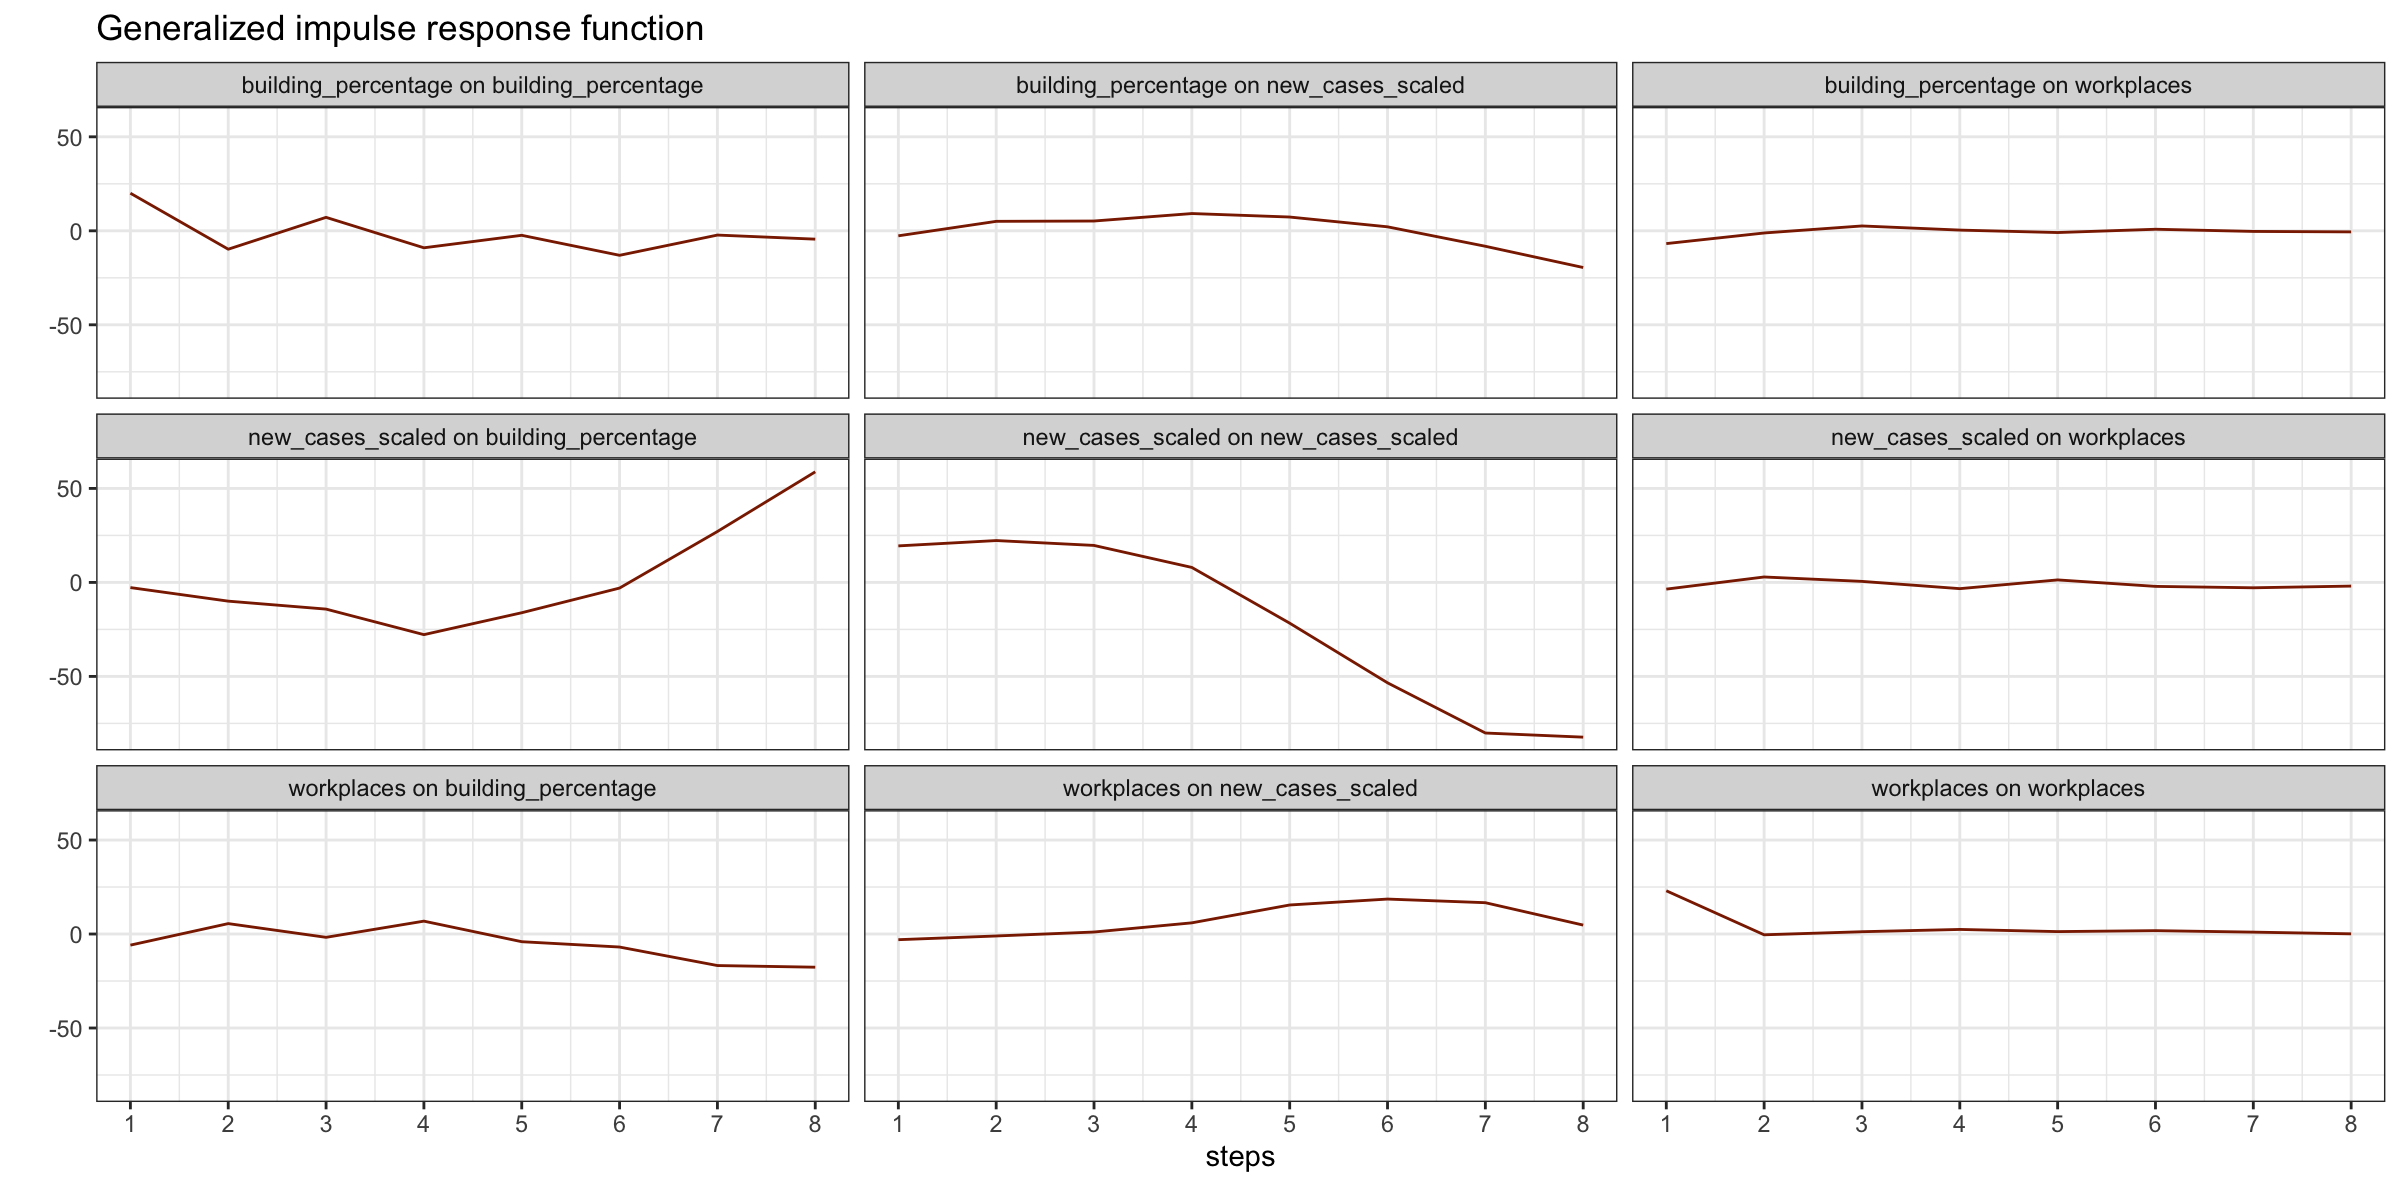 Generalized impulse response function
building_percentage on building_percentage
building_percentage on new_cases_scaled
building_percentage on workplaces
50
0
-50
new_cases_scaled on building_percentage
new_cases_scaled on new_cases_scaled
new_cases_scaled on workplaces
50
0
-50
workplaces on building_percentage
workplaces on new_cases_scaled
workplaces on workplaces
50
0
-50
1 2 3 4 5 6 7 8
1 2 3 4 5 6 7 8
1 2 3 4 5 6 7 8
steps